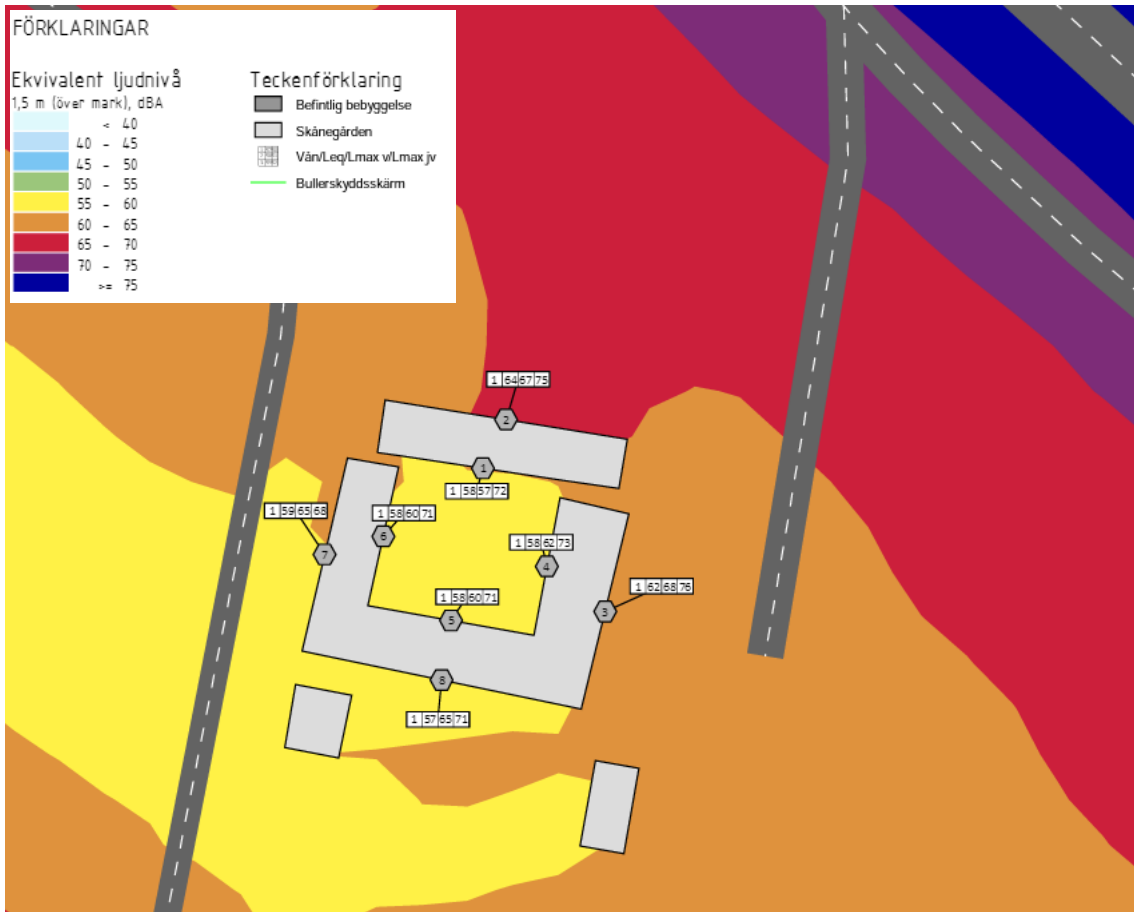 FÖRKLARINGAR
Ekvivalent ljudnivå
1,5 m (över mark), dBA
< 40
40 - 45
45 - 50
50 - 55
55 - 60
60 - 65
65 - 70
70 - 75
>= 75
Teckenförklaring
Befintlig bebyggelse
Skånegården
Vån/Leq/Lmax v/Lmax jv
Bullerskyddsskärm
1 64 67 75
2
1
1 58 57 72
1 59 65 68
1 58 60 71
6
7
1 58 62 73
4
1 58 60 71
5
1 62 68 76
3
8
1 57 65 71